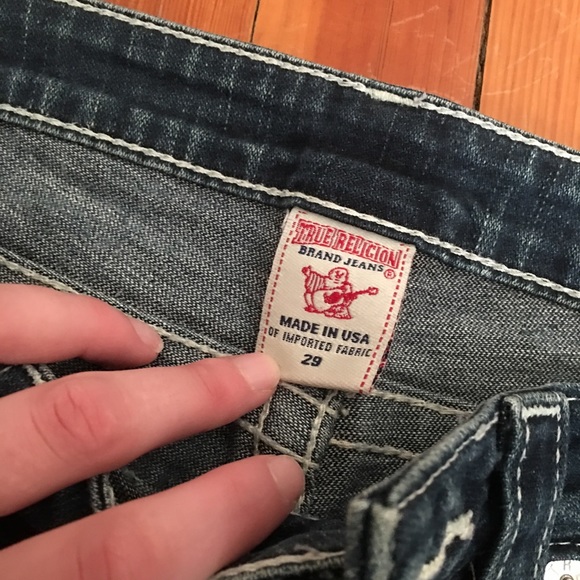 TRUE RELIGION
BRAND JEANS®
MADE IN USA
OF IMPORTED FABRIC
29